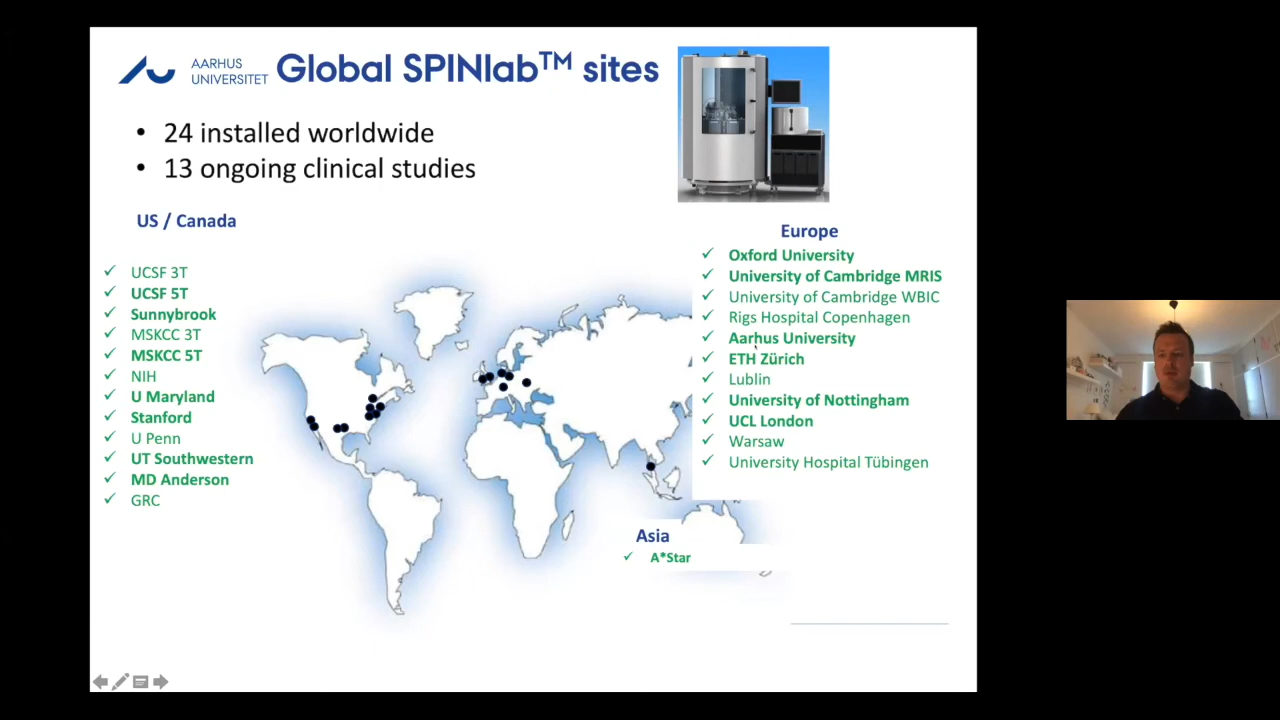 AARHUS
UNIVERSITET
Global SPINlab™ sites
• 24 installed worldwide
• 13 ongoing clinical studies
US / Canada
✓ UCSF 3T
✓ UCSF 5T
✓ Sunnybrook
✓ MSKCC 3T
✓ MSKCC 5T
✓ NIH
✓ U Maryland
✓ Stanford
✓ U Penn
✓ UT Southwestern
✓ MD Anderson
✓ GRC
Europe
✓ Oxford University
✓ University of Cambridge MRIS
✓ University of Cambridge WBIC
✓ Rigs Hospital Copenhagen
✓ Aarhus University
✓ ETH Zürich
✓ Lublin
✓ University of Nottingham
✓ UCL London
✓ Warsaw
✓ University Hospital Tübingen
Asia
✓ A*Star